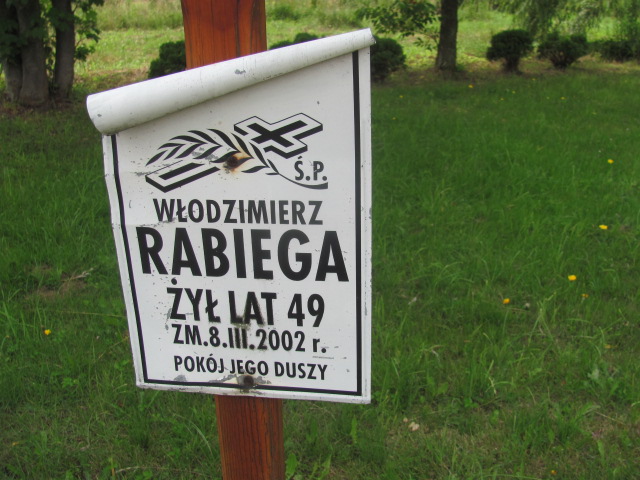 Ś.P.
WŁODZIMIERZ
RABIEGA
ŻYŁ LAT 49
ZM.8.III.2002 r.
POKÓJ JEGO DUSZY